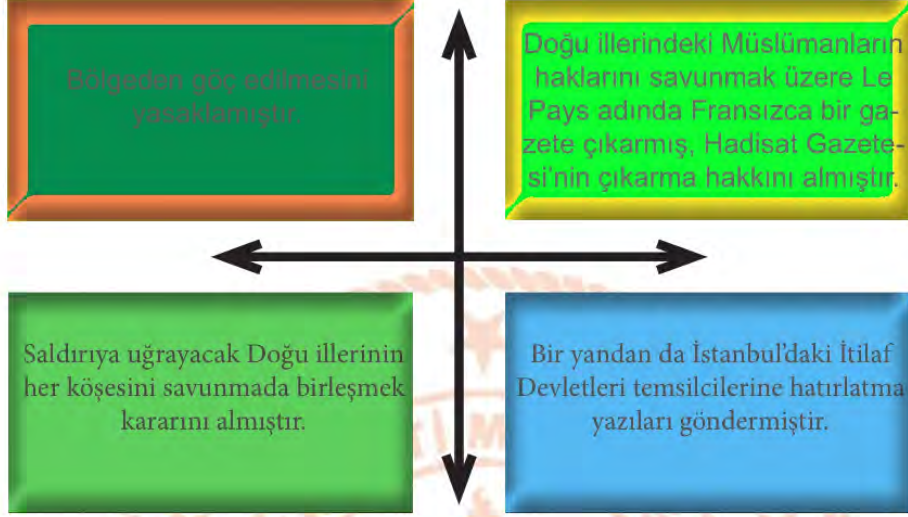 Bölgeden göç edilmesini
yasaklamıştır.
Doğu illerindeki Müslümanların
haklarını savunmak üzere Le
Pays adında Fransızca bir ga-
zete çıkarmış, Hadisat Gazete-
si'nin çıkarma hakkını almıştır.
Saldırıya uğrayacak Doğu illerinin
her köşesini savunmada birleşmek
kararını almıştır.
Bir yandan da İstanbul'daki İtilaf
Devletleri temsilcilerine hatırlatma
yazıları göndermiştir.